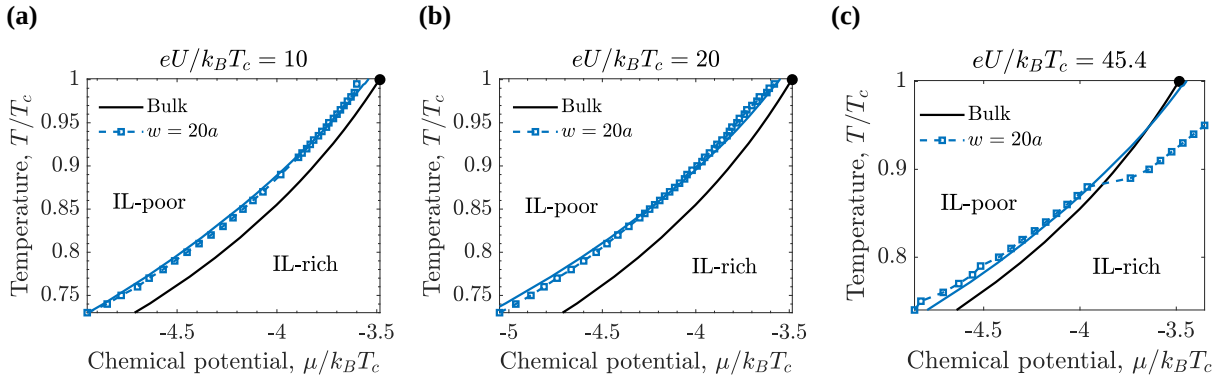 (a)
eU/k_BT_c = 10
Temperature, T/T_c
1
0.95
0.9
0.85
0.8
0.75
Bulk
w = 20a
IL-poor
IL-rich
-4.5
-4
-3.5
Chemical potential, μ/k_BT_c
(b)
eU/k_BT_c = 20
Temperature, T/T_c
1
0.95
0.9
0.85
0.8
0.75
Bulk
w = 20a
IL-poor
IL-rich
-5
-4.5
-4
-3.5
Chemical potential, μ/k_BT_c
(c)
eU/k_BT_c = 45.4
Temperature, T/T_c
1
0.9
0.8
Bulk
w = 20a
IL-poor
IL-rich
-4.5
-4
-3.5
Chemical potential, μ/k_BT_c